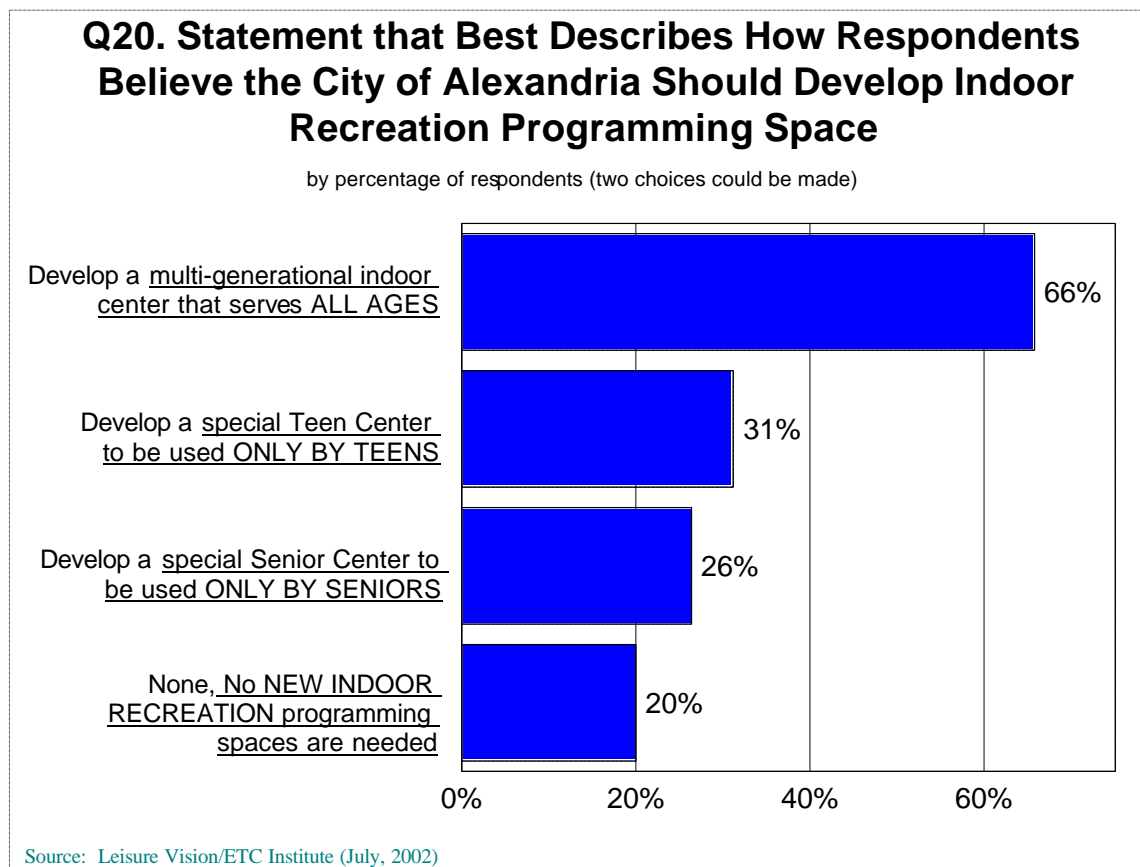 Q20. Statement that Best Describes How Respondents
Believe the City of Alexandria Should Develop Indoor
Recreation Programming Space
by percentage of respondents (two choices could be made)
Develop a multi-generational indoor
center that serves ALL AGES
66%
Develop a special Teen Center
to be used ONLY BY TEENS
31%
Develop a special Senior Center to
be used ONLY BY SENIORS
26%
None, No NEW INDOOR
RECREATION programming
spaces are needed
20%
0% 20% 40% 60%
Source: Leisure Vision/ETC Institute (July, 2002)